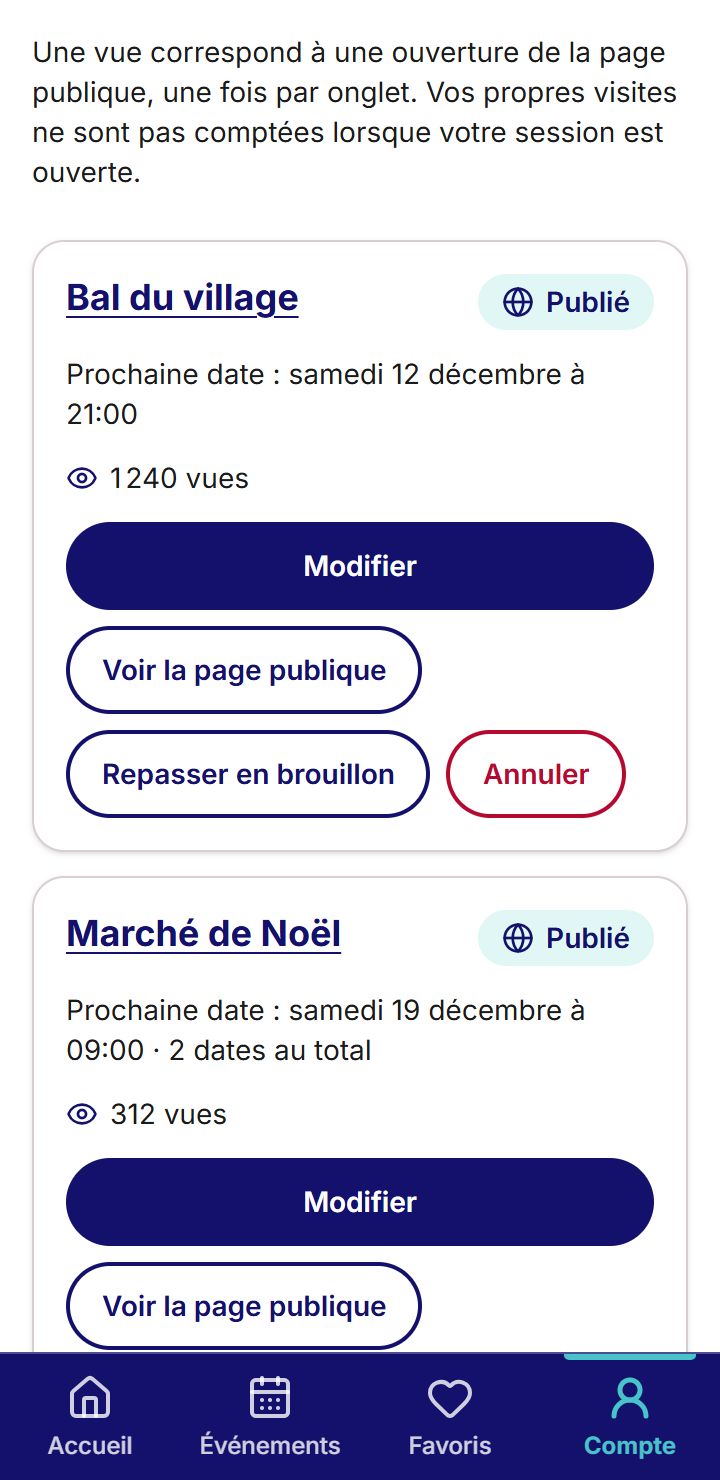 Une vue correspond à une ouverture de la page
publique, une fois par onglet. Vos propres visites
ne sont pas comptées lorsque votre session est
ouverte.
Bal du village
Publié
Prochaine date : samedi 12 décembre à
21:00
1 240 vues
Modifier
Voir la page publique
Repasser en brouillon
Annuler
Marché de Noël
Publié
Prochaine date : samedi 19 décembre à
09:00 · 2 dates au total
312 vues
Modifier
Voir la page publique
Accueil
Événements
Favoris
Compte